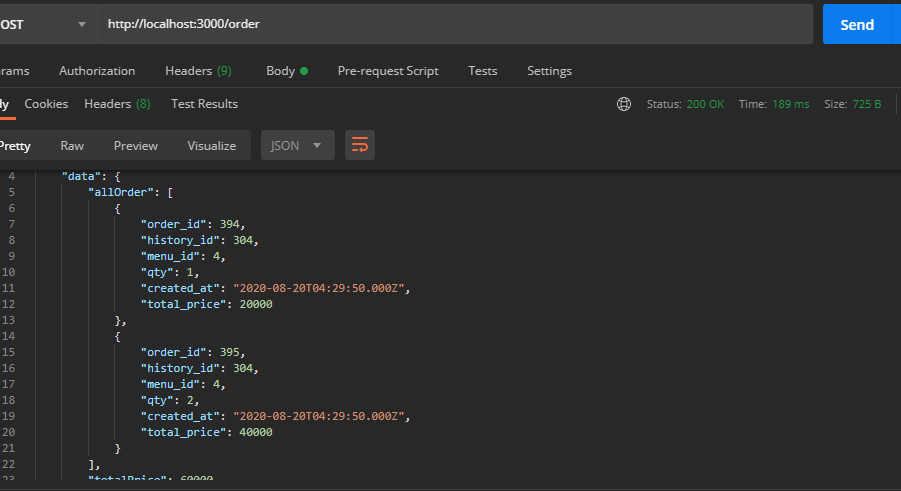 OST http://localhost:3000/order Send
rams Authorization Headers (9) Body Pre-request Script Tests Settings
ly Cookies Headers (8) Test Results Status: 200 OK Time: 189 ms Size: 725 B
Pretty Raw Preview Visualize JSON
4 "data": {
5 "allOrder": [
6 {
7 "order_id": 394,
8 "history_id": 304,
9 "menu_id": 4,
10 "qty": 1,
11 "created_at": "2020-08-20T04:29:50.000Z",
12 "total_price": 20000
13 },
14 {
15 "order_id": 395,
16 "history_id": 304,
17 "menu_id": 4,
18 "qty": 2,
19 "created_at": "2020-08-20T04:29:50.000Z",
20 "total_price": 40000
21 }
22 ],
23 "totalPrice": 60000